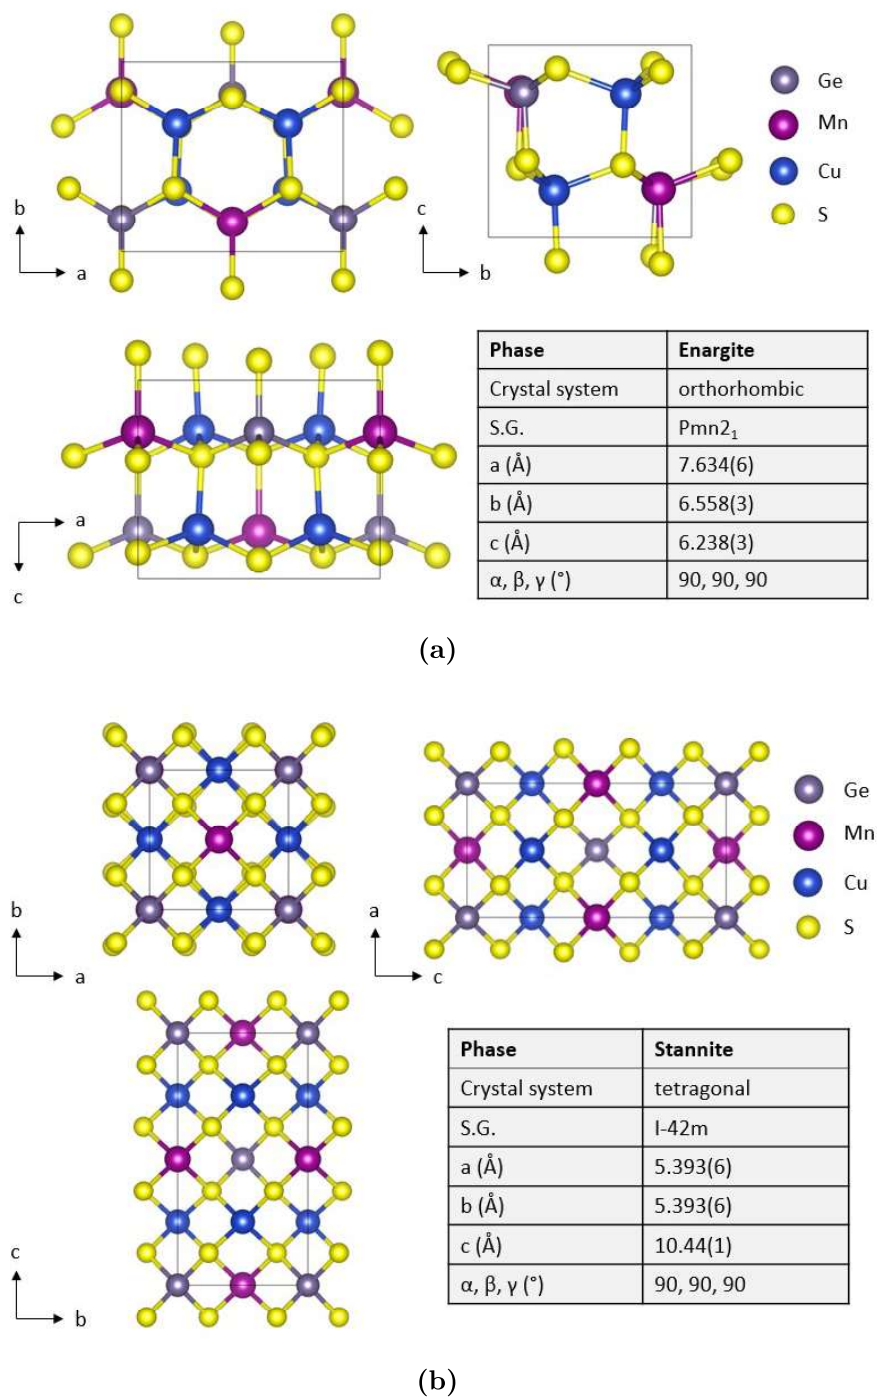 Ge
Mn
Cu
S
b
a
c
b
a
c
Phase Enargite
Crystal system orthorhombic
S.G. Pmn2₁
a (Å) 7.634(6)
b (Å) 6.558(3)
c (Å) 6.238(3)
α, β, γ (°) 90, 90, 90
(a)
Ge
Mn
Cu
S
b
a
a
c
c
b
Phase Stannite
Crystal system tetragonal
S.G. I-42m
a (Å) 5.393(6)
b (Å) 5.393(6)
c (Å) 10.44(1)
α, β, γ (°) 90, 90, 90
(b)